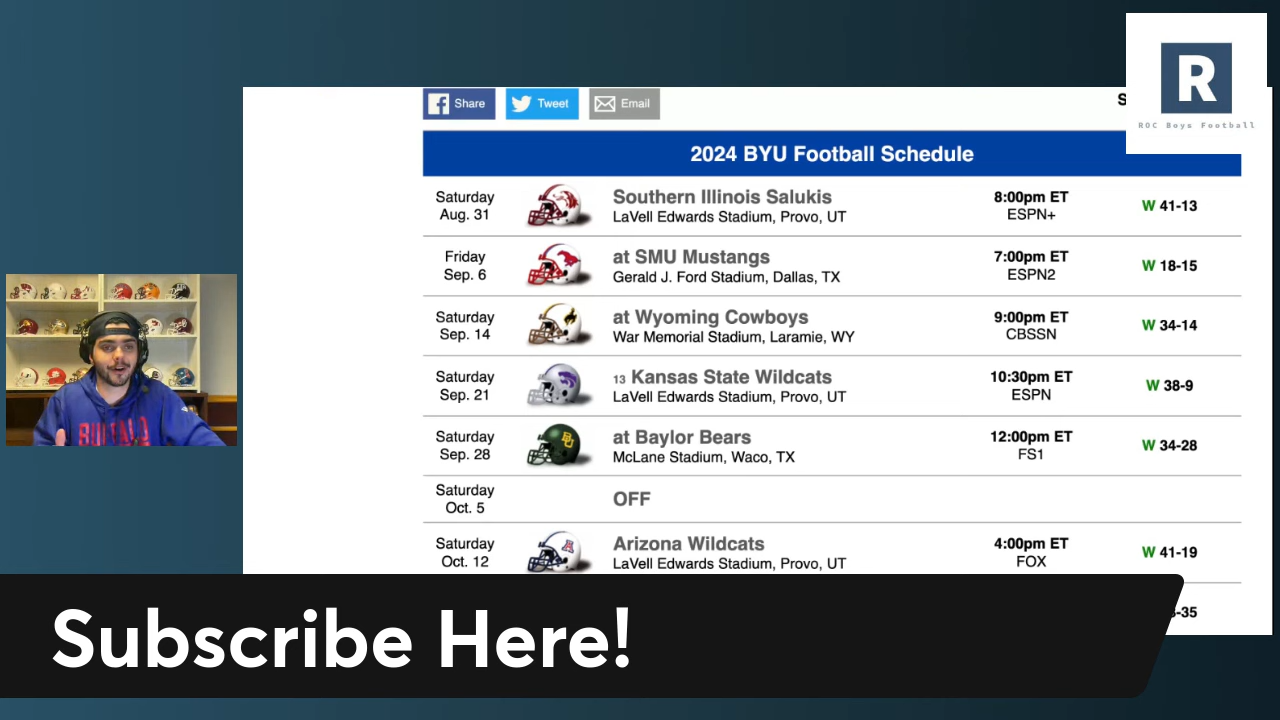 Share
Tweet
Email
S
R
ROC Boys Football
2024 BYU Football Schedule
Saturday
Aug. 31
Southern Illinois Salukis
LaVell Edwards Stadium, Provo, UT
8:00pm ET
ESPN+
W 41-13
Friday
Sep. 6
at SMU Mustangs
Gerald J. Ford Stadium, Dallas, TX
7:00pm ET
ESPN2
W 18-15
Saturday
Sep. 14
at Wyoming Cowboys
War Memorial Stadium, Laramie, WY
9:00pm ET
CBSSN
W 34-14
Saturday
Sep. 21
13 Kansas State Wildcats
LaVell Edwards Stadium, Provo, UT
10:30pm ET
ESPN
W 38-9
Saturday
Sep. 28
at Baylor Bears
McLane Stadium, Waco, TX
12:00pm ET
FS1
W 34-28
Saturday
Oct. 5
OFF
Saturday
Oct. 12
Arizona Wildcats
LaVell Edwards Stadium, Provo, UT
4:00pm ET
FOX
W 41-19
-35
Subscribe Here!
BUFFALO